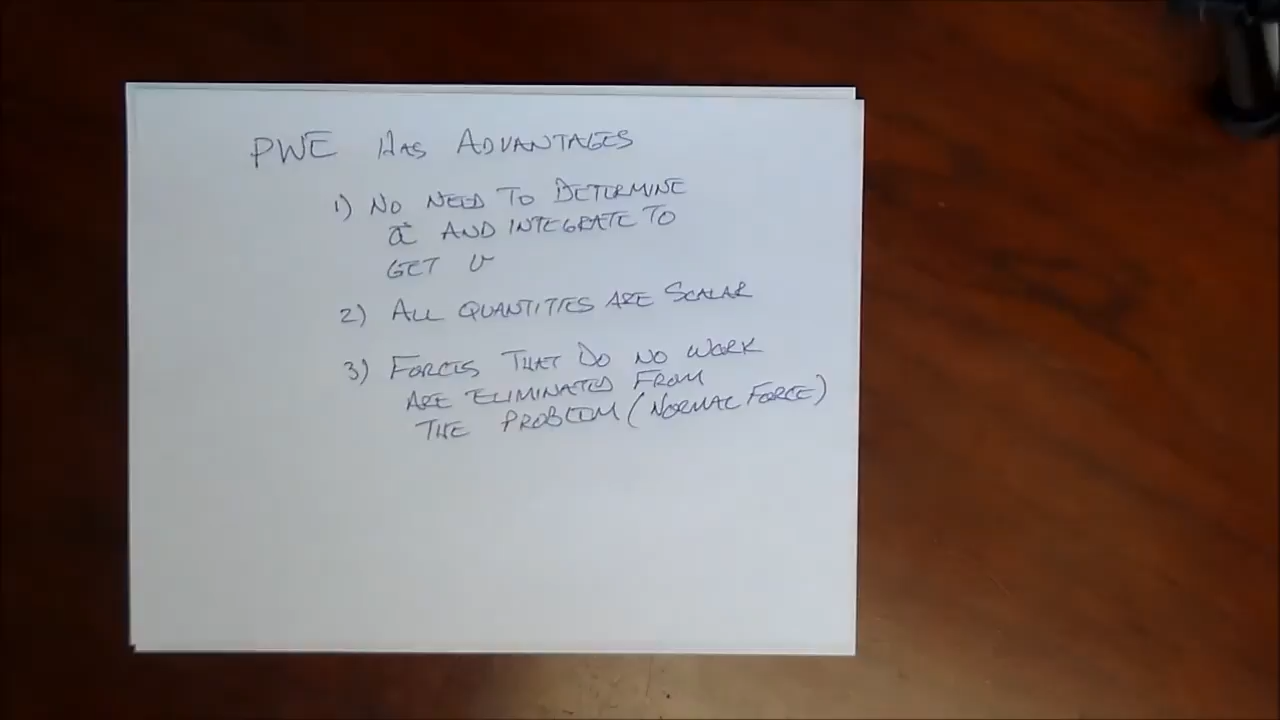 PWE HAS ADVANTAGES
1) NO NEED TO DETERMINE
a⃗ AND INTEGRATE TO
GET v
2) ALL QUANTITIES ARE SCALAR
3) FORCES THAT DO NO WORK
ARE ELIMINATED FROM
THE PROBLEM (NORMAL FORCE)